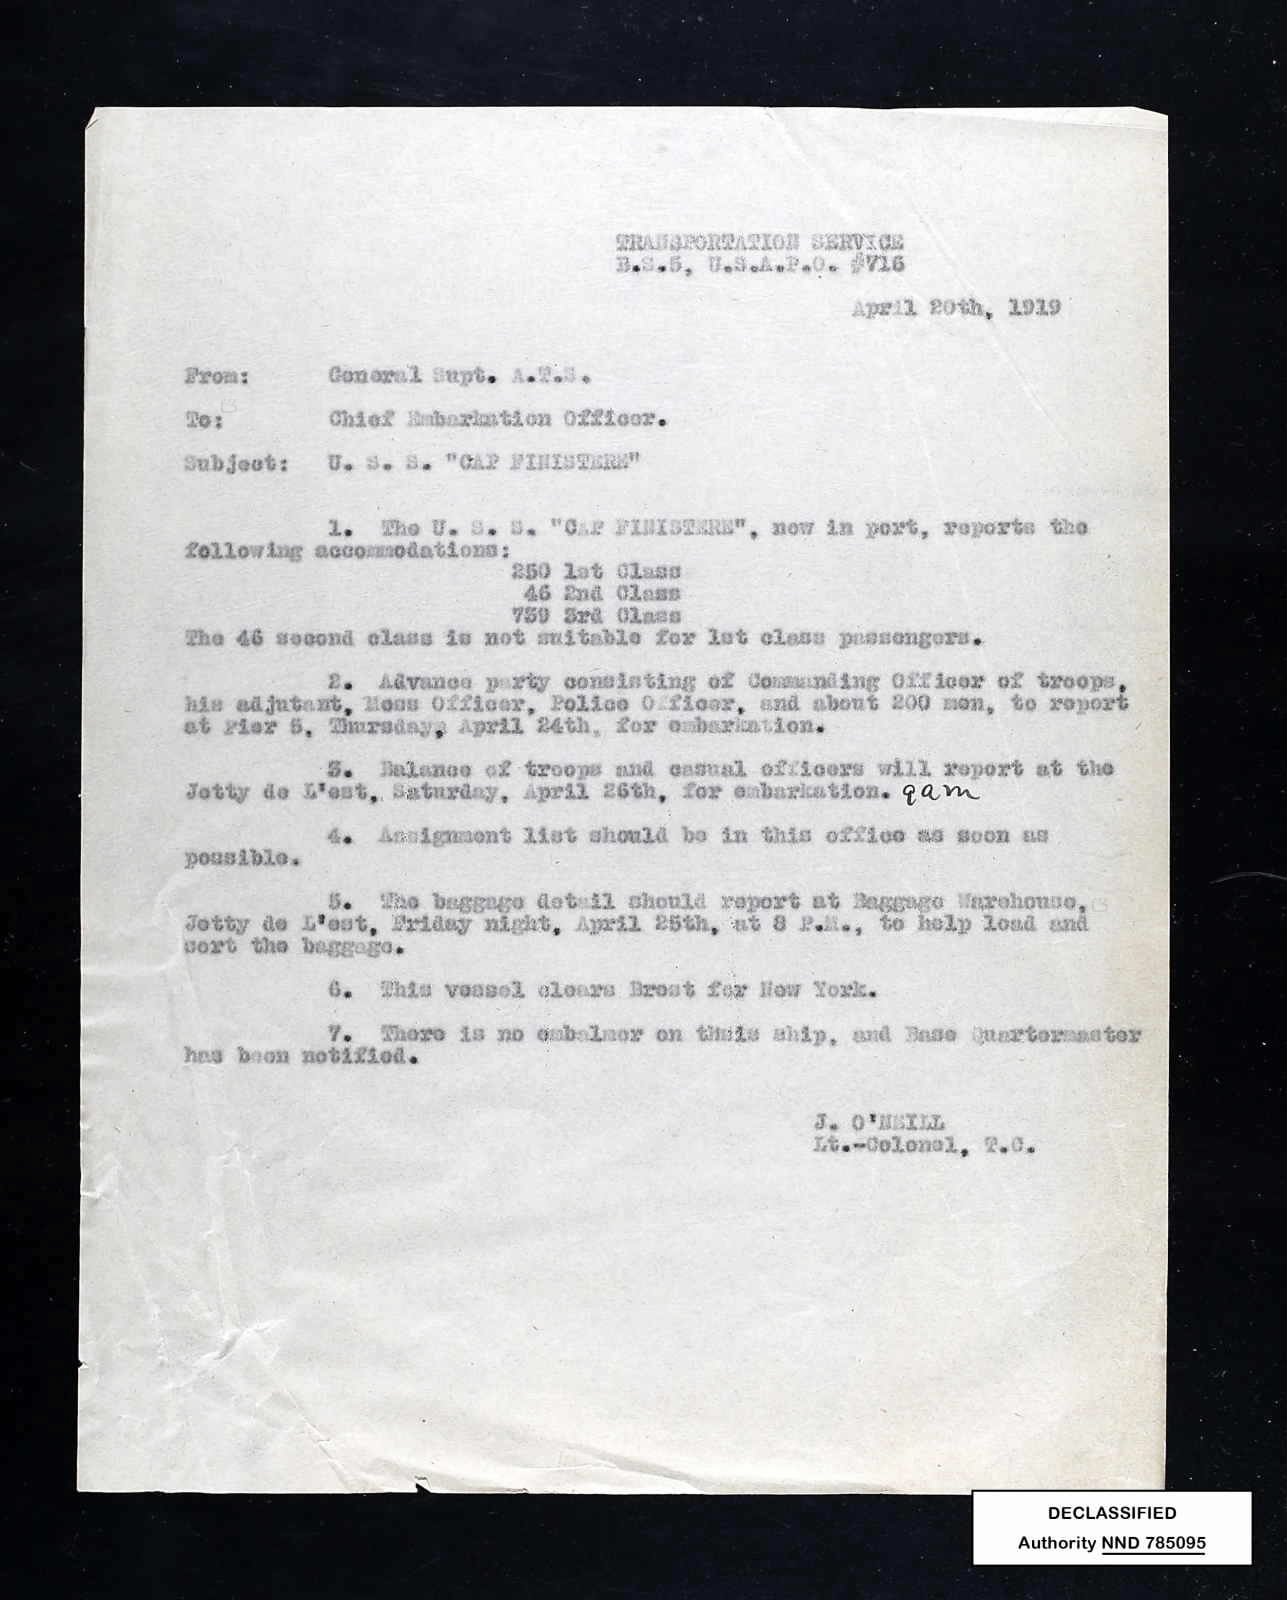 TRANSPORTATION SERVICE
B.S.5, U.S.A.P.O. #716
April 20th, 1919
From: General Supt. A.T.S.
To: Chief Embarkation Officer.
Subject: U. S. S. "CAP FINISTERE"
1. The U. S. S. "CAP FINISTERE", now in port, reports the
following accommodations:
250 1st Class
46 2nd Class
739 3rd Class
The 46 second class is not suitable for 1st class passengers.
2. Advance party consisting of Commanding Officer of troops,
his adjutant, Mess Officer, Police Officer, and about 200 men, to report
at Pier 5, Thursday, April 24th, for embarkation.
3. Balance of troops and casual officers will report at the
Jetty de L'est, Saturday, April 26th, for embarkation. 9 am
4. Assignment list should be in this office as soon as
possible.
5. The baggage detail should report at Baggage Warehouse,
Jetty de L'est, Friday night, April 25th, at 8 P.M., to help load and
sort the baggage.
6. This vessel clears Brest for New York.
7. There is no embalmer on this ship, and Base Quartermaster
has been notified.
J. O'NEILL
Lt.-Colonel, T.C.
DECLASSIFIED
Authority NND 785095